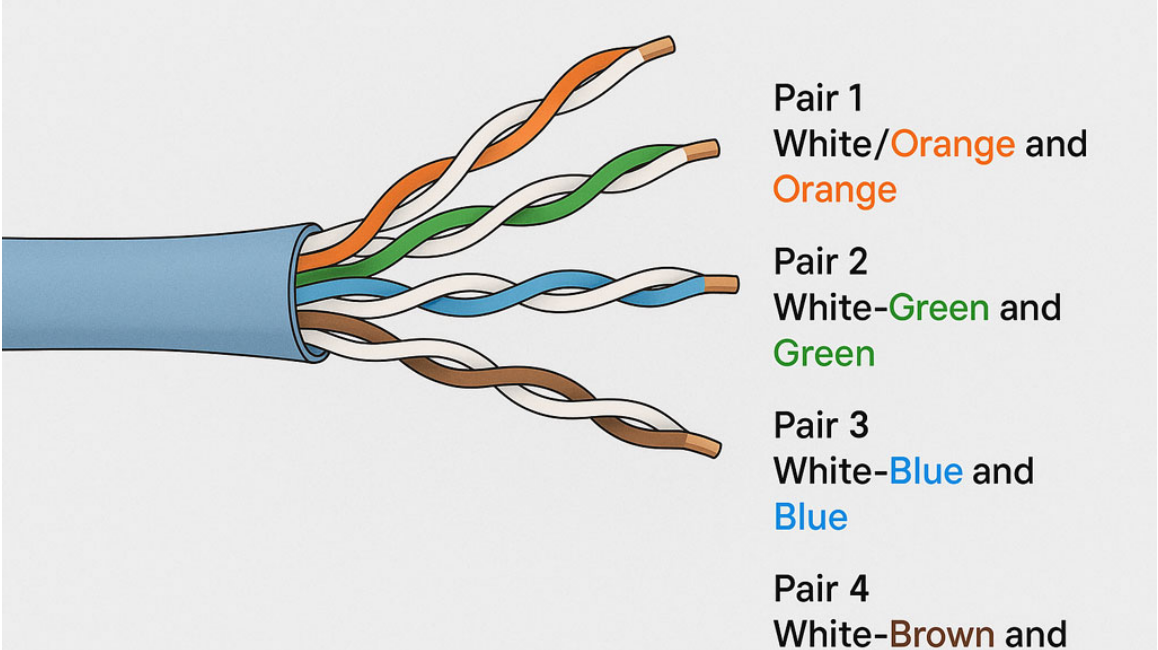 Pair 1
White/Orange and
Orange
Pair 2
White-Green and
Green
Pair 3
White-Blue and
Blue
Pair 4
White-Brown and